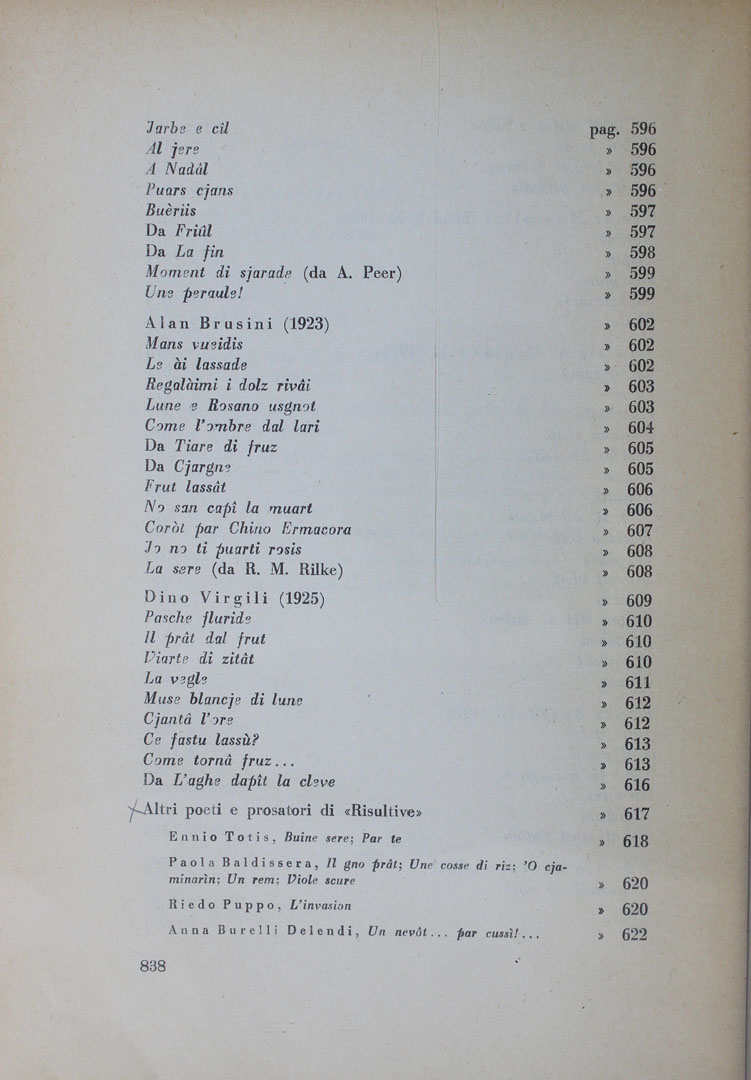 Jarbe e cîl pag. 596
Al jere » 596
A Nadâl » 596
Puars cjans » 596
Buèriis » 597
Da Friûl » 597
Da La fin » 598
Moment di sjarade (da A. Peer) » 599
Une peraule! » 599
Alan Brusini (1923) » 602
Mans vueidis » 602
Le ài lassade » 602
Regalàimi i dolz rivâi » 603
Lune e Rosano usgnot » 603
Come l'ombre dal lari » 604
Da Tiare di fruz » 605
Da Cjargne » 605
Frut lassât » 606
No san capî la muart » 606
Coròt par Chino Ermacora » 607
Jo no ti puarti rosis » 608
La sere (da R. M. Rilke) » 608
Dino Virgili (1925) » 609
Pasche fluride » 610
Il prât dal frut » 610
Viarte di zitât » 610
La vegle » 611
Muse blancje di lune » 612
Cjantâ l'ore » 612
Ce fastu lassù? » 613
Come tornâ fruz... » 613
Da L'aghe dapît la cleve » 616
Altri poeti e prosatori di «Risultive» » 617
Ennio Totis, Buine sere; Par te » 618
Paola Baldissera, Il gno prât; Une cosse di riz; 'O cja-
minarìn; Un rem; Viole scure » 620
Riedo Puppo, L'invasion » 620
Anna Burelli Delendi, Un nevôt... par cussì!... » 622
838